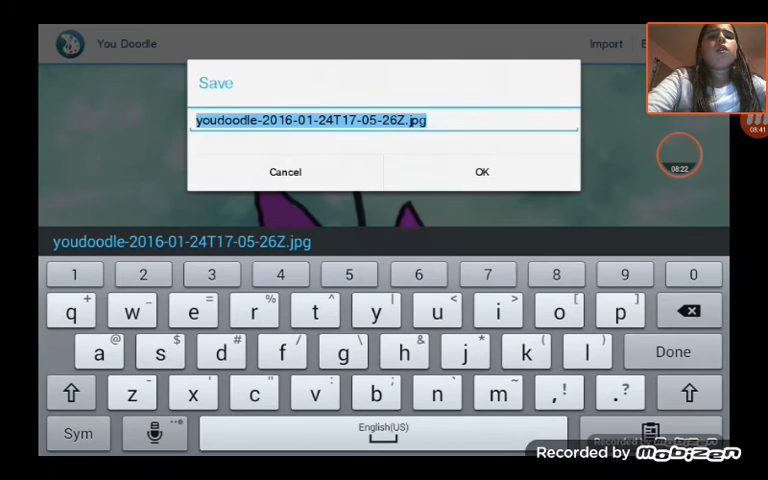 You Doodle
Import
Save
youdoodle-2016-01-24T17-05-26Z.jpg
Cancel
OK
08:41
08:22
youdoodle-2016-01-24T17-05-26Z.jpg
1 2 3 4 5 6 7 8 9 0
q + w _ e = r % t ^ y | u < i > o [ p ]
a @ s $ d # f / g \ h & j * k ( l ) Done
z - x ' c " v : b ; n , m ~ , ! . ?
Sym English(US)
Recorded by mobizen